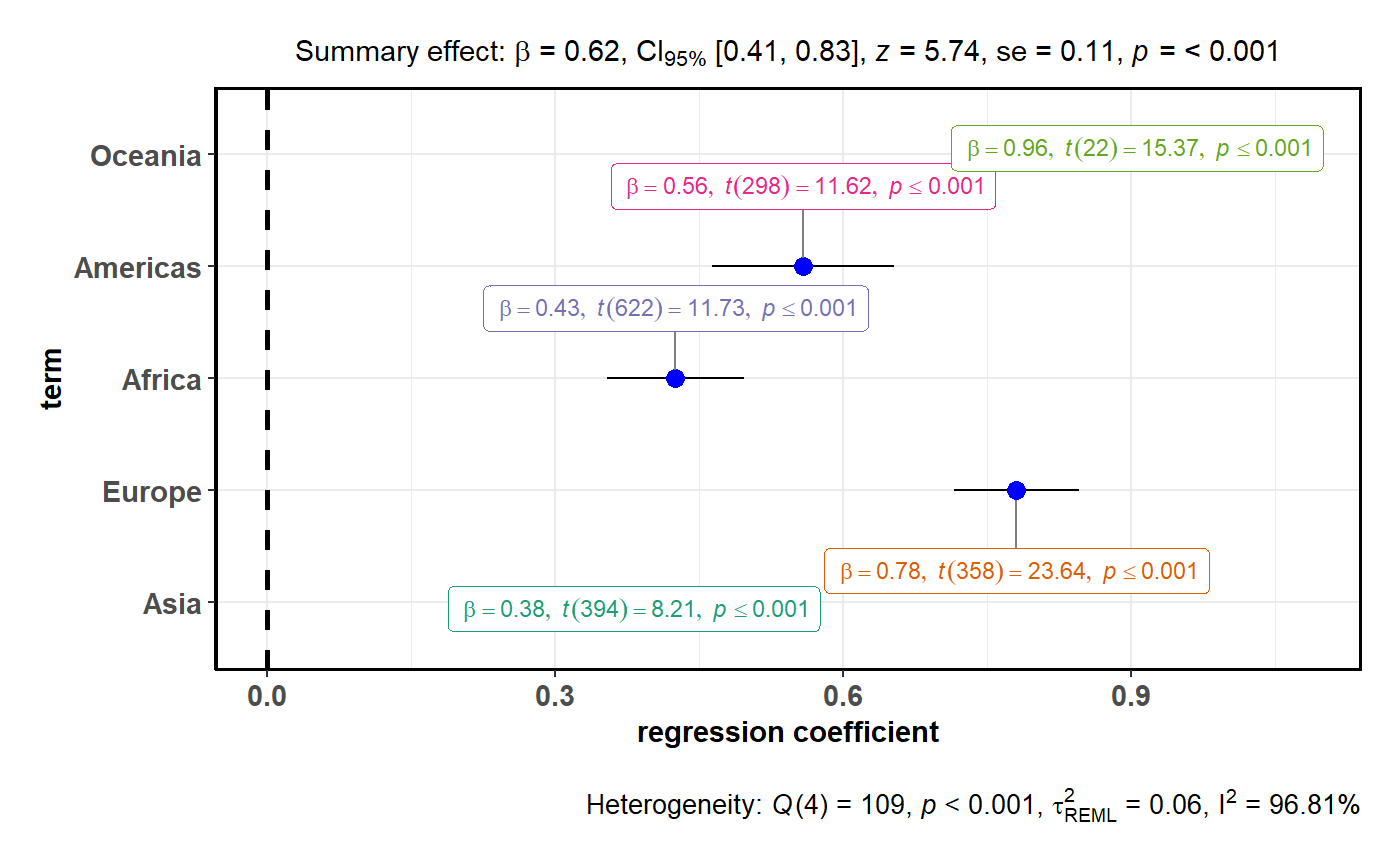 Summary effect: β = 0.62, CI95% [0.41, 0.83], z = 5.74, se = 0.11, p = < 0.001
Oceania
β = 0.96, t(22) = 15.37, p ≤ 0.001
β = 0.56, t(298) = 11.62, p ≤ 0.001
Americas
β = 0.43, t(622) = 11.73, p ≤ 0.001
term
Africa
Europe
β = 0.78, t(358) = 23.64, p ≤ 0.001
Asia
β = 0.38, t(394) = 8.21, p ≤ 0.001
0.0 0.3 0.6 0.9
regression coefficient
Heterogeneity: Q(4) = 109, p < 0.001, τ²REML = 0.06, I² = 96.81%